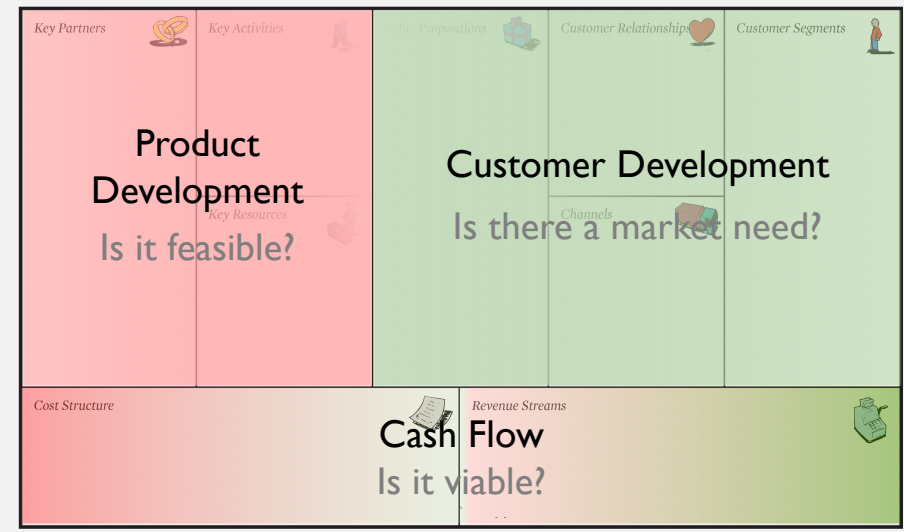 Key Partners
Key Activities
Value Propositions
Customer Relationships
Customer Segments
Product
Development
Is it feasible?
Key Resources
Customer Development
Is there a market need?
Channels
Cost Structure
Revenue Streams
Cash Flow
Is it viable?